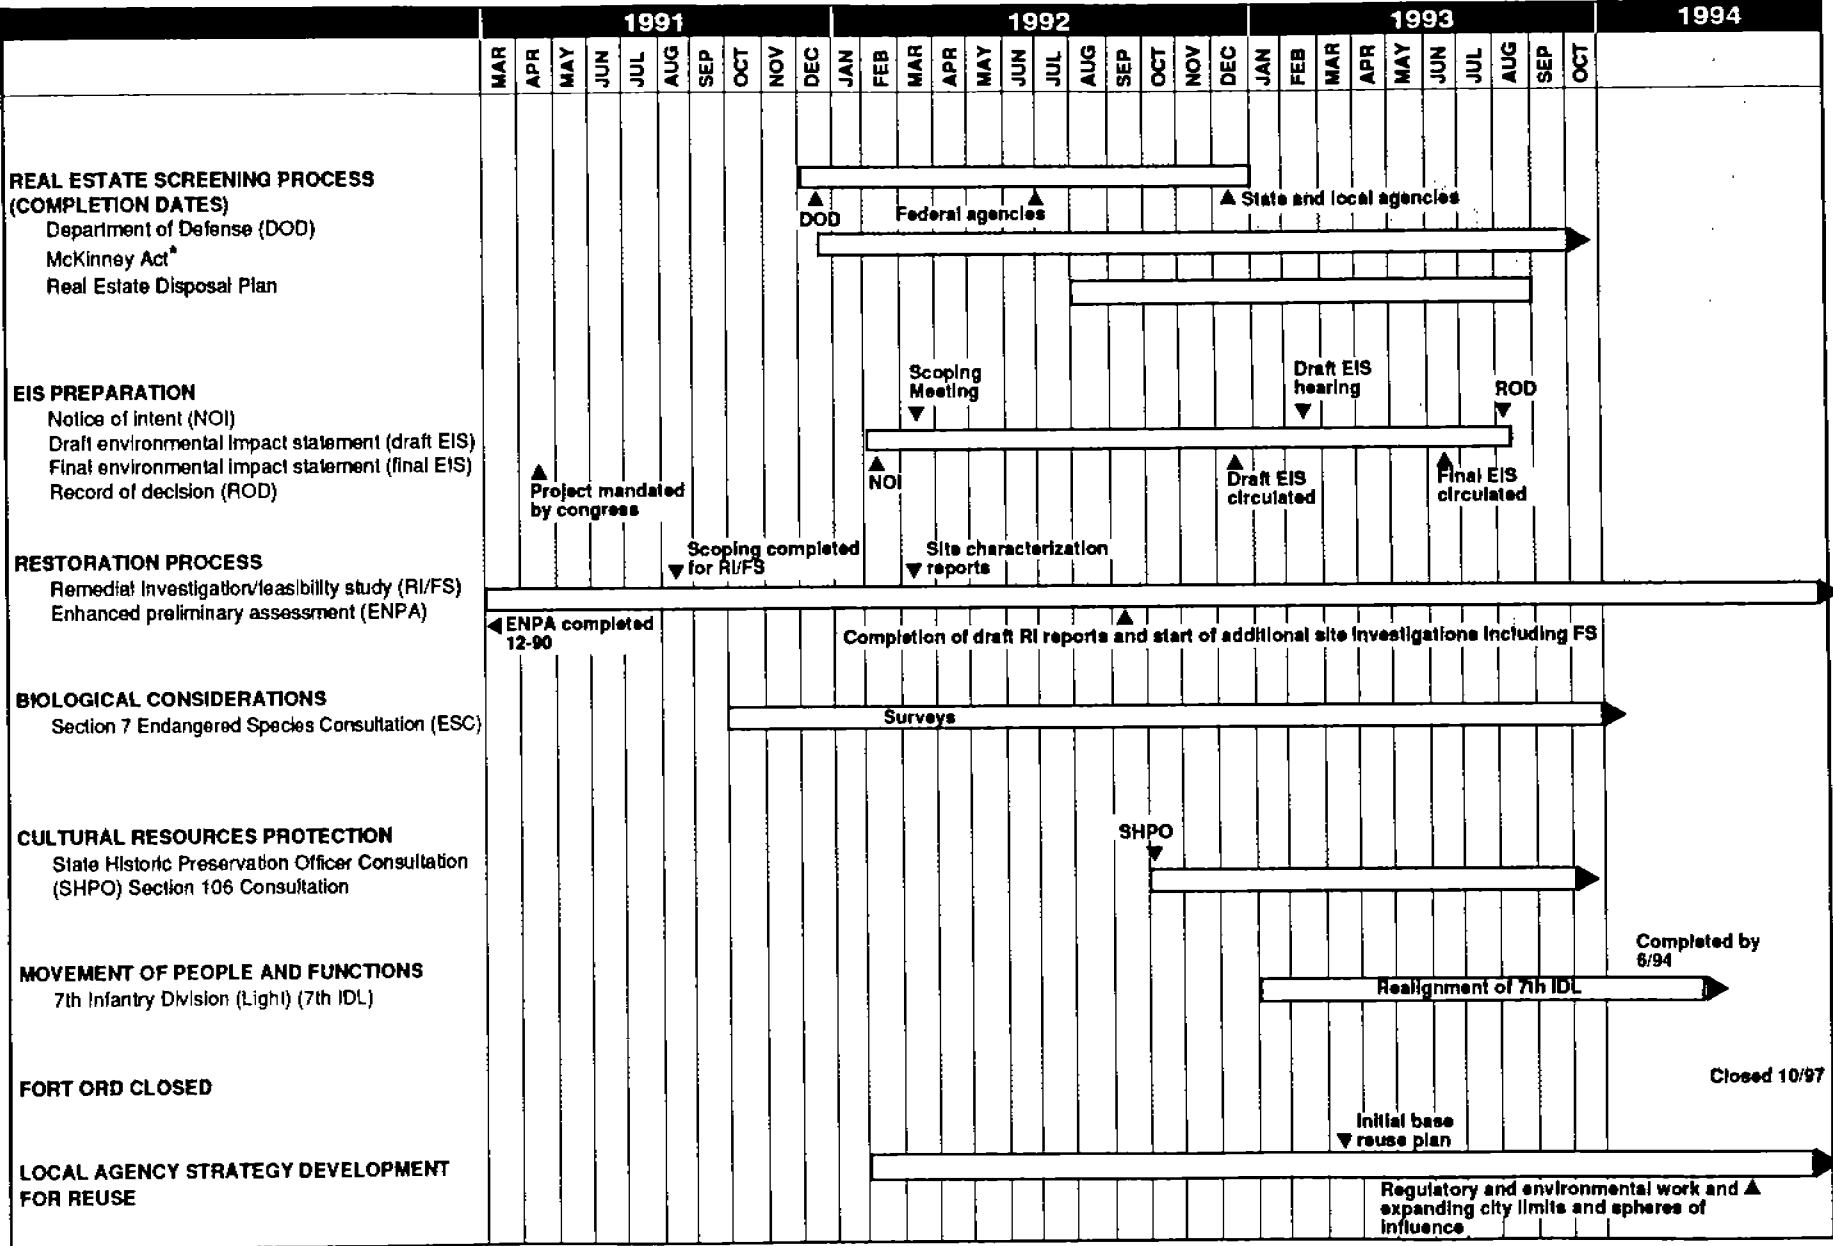 1991 1992 1993 1994
MAR APR MAY JUN JUL AUG SEP OCT NOV DEC JAN FEB MAR APR MAY JUN JUL AUG SEP OCT NOV DEC JAN FEB MAR APR MAY JUN JUL AUG SEP OCT
REAL ESTATE SCREENING PROCESS
(COMPLETION DATES)
Department of Defense (DOD)
McKinney Act*
Real Estate Disposal Plan
DOD
Federal agencies
State and local agencies
EIS PREPARATION
Notice of intent (NOI)
Draft environmental impact statement (draft EIS)
Final environmental impact statement (final EIS)
Record of decision (ROD)
Scoping
Meeting
Draft EIS
hearing
ROD
Project mandated
by congress
NOI
Draft EIS
circulated
Final EIS
circulated
RESTORATION PROCESS
Remedial investigation/feasibility study (RI/FS)
Enhanced preliminary assessment (ENPA)
Scoping completed
for RI/FS
Site characterization
reports
ENPA completed
12-90
Completion of draft RI reports and start of additional site investigations including FS
BIOLOGICAL CONSIDERATIONS
Section 7 Endangered Species Consultation (ESC)
Surveys
CULTURAL RESOURCES PROTECTION
State Historic Preservation Officer Consultation
(SHPO) Section 106 Consultation
SHPO
MOVEMENT OF PEOPLE AND FUNCTIONS
7th Infantry Division (Light) (7th IDL)
Completed by
6/94
Realignment of 7th IDL
FORT ORD CLOSED
Closed 10/97
LOCAL AGENCY STRATEGY DEVELOPMENT
FOR REUSE
Initial base
reuse plan
Regulatory and environmental work and
expanding city limits and spheres of
influence